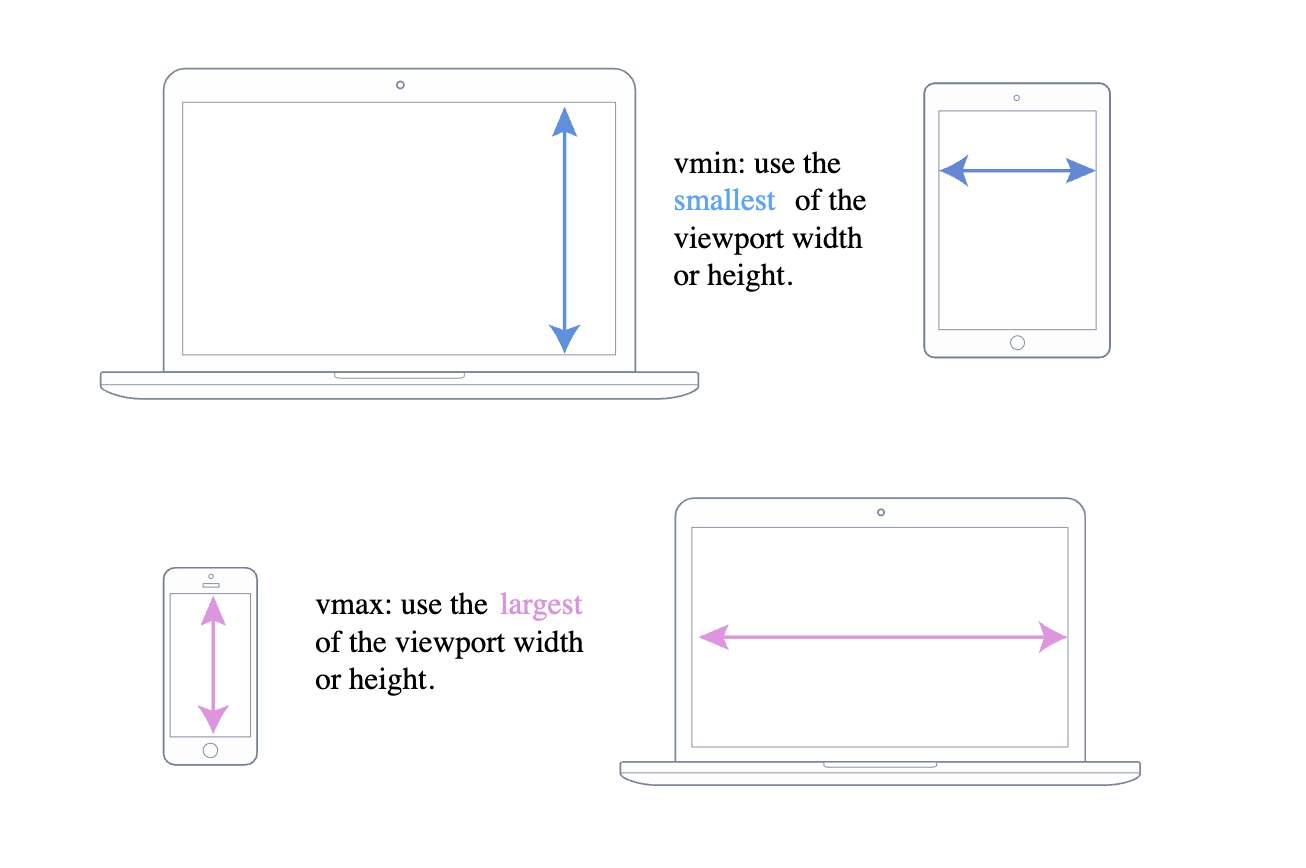 vmin: use the
smallest of the
viewport width
or height.
vmax: use the largest
of the viewport width
or height.